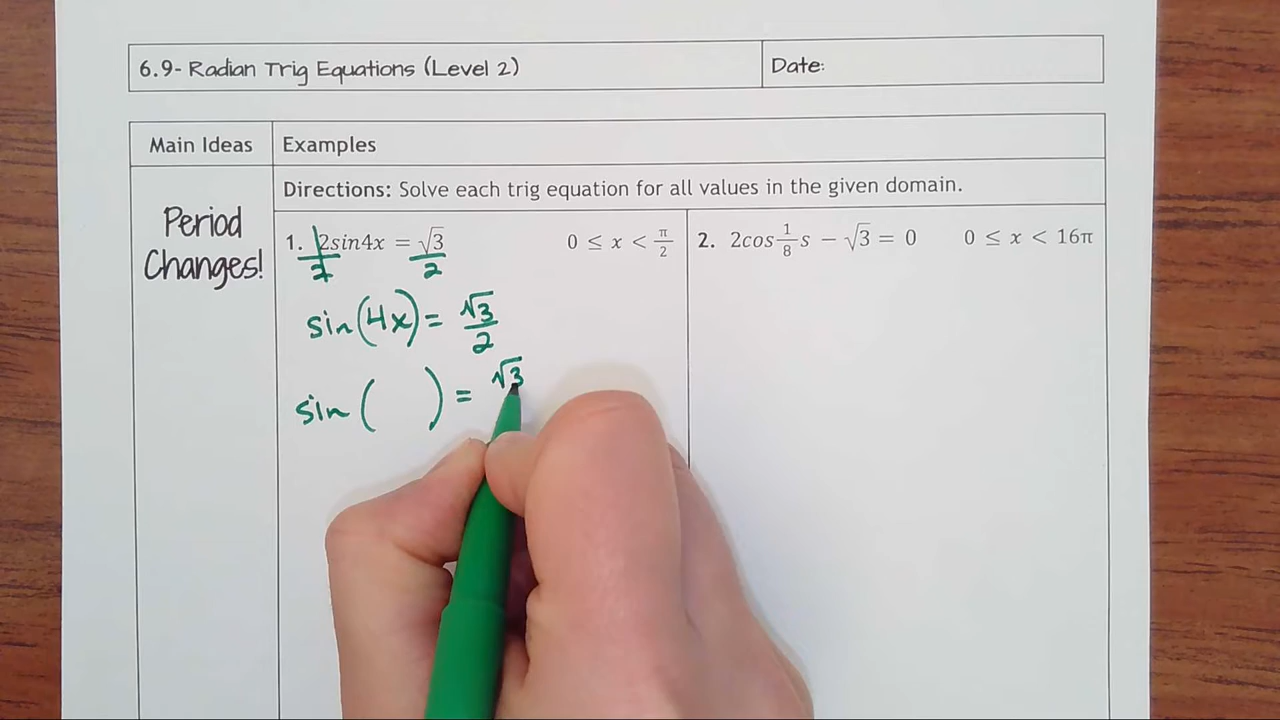 6.9- Radian Trig Equations (Level 2)
Date:
Main Ideas
Examples
Directions: Solve each trig equation for all values in the given domain.
Period
Changes!
1. 2sin4x = √3 0 ≤ x < π/2
2 2
sin(4x) = √3/2
sin( ) = √3
2. 2cos 1/8 s − √3 = 0 0 ≤ x < 16π